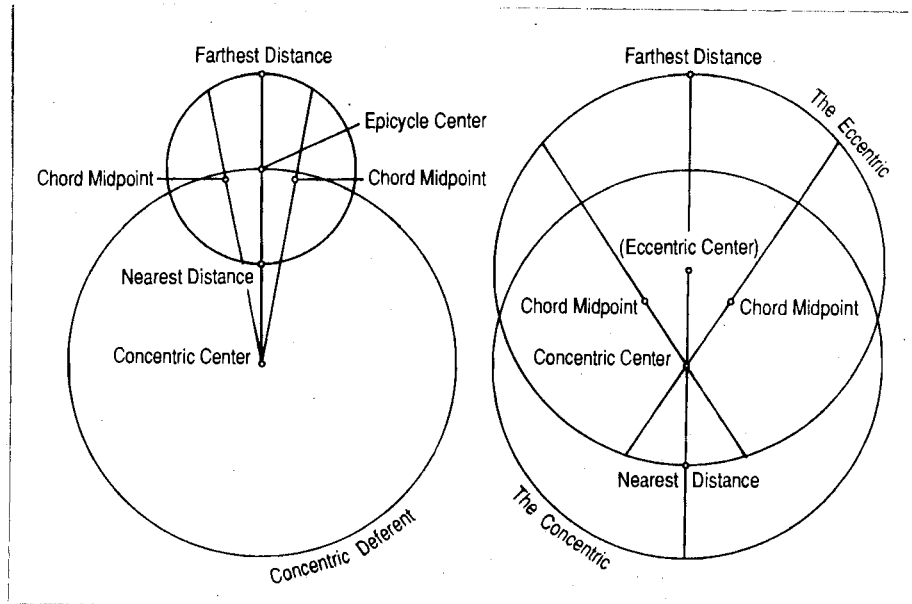 Farthest Distance
Epicycle Center
Chord Midpoint
Chord Midpoint
Nearest Distance
Concentric Center
Concentric Deferent
Farthest Distance
The Eccentric
(Eccentric Center)
Chord Midpoint
Chord Midpoint
Concentric Center
Nearest Distance
The Concentric